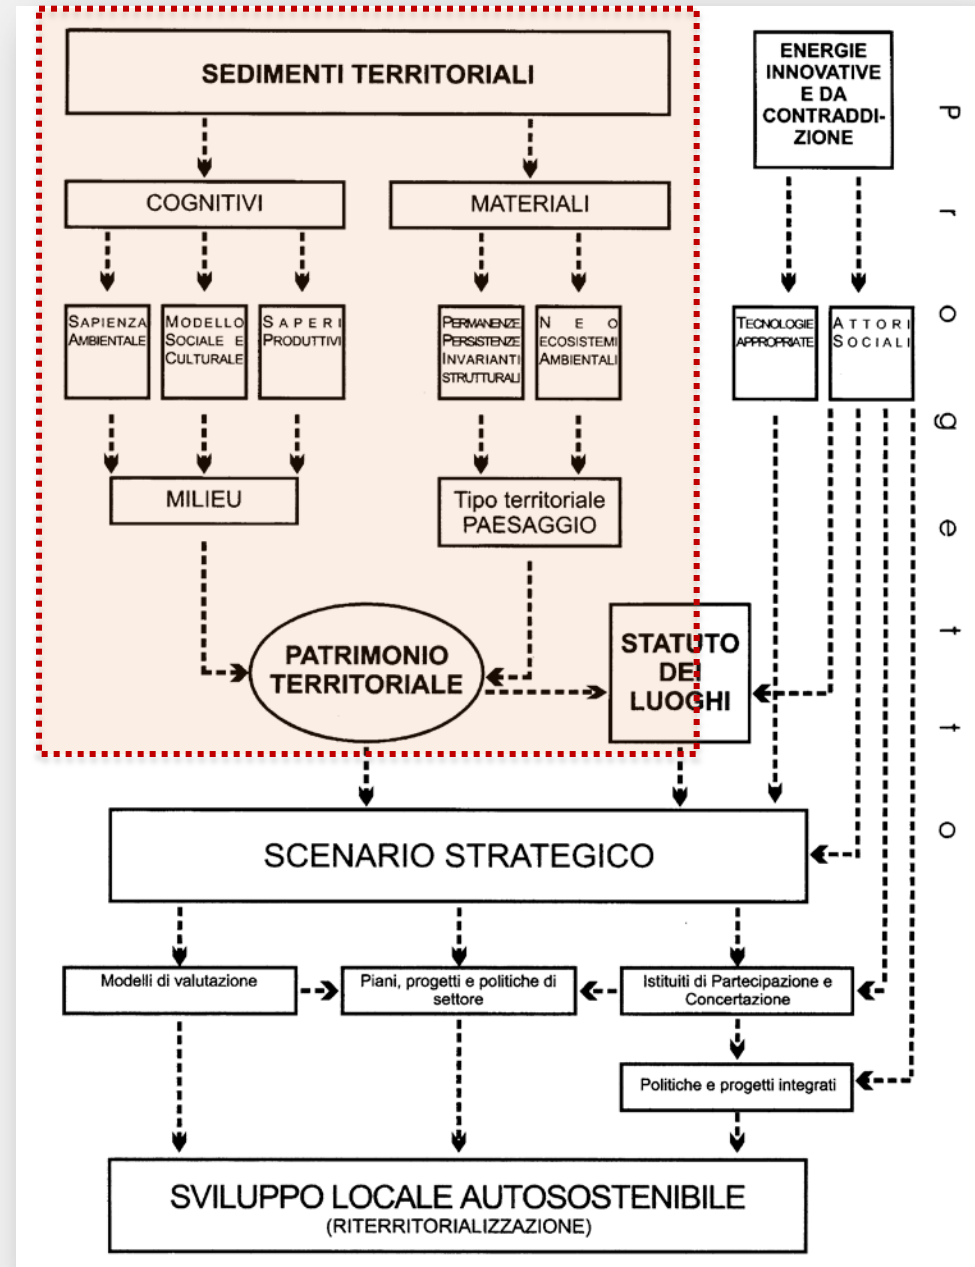 SEDIMENTI TERRITORIALI
ENERGIE
INNOVATIVE
E DA
CONTRADDI-
ZIONE
COGNITIVI
MATERIALI
SAPIENZA
AMBIENTALE
MODELLO
SOCIALE E
CULTURALE
SAPERI
PRODUTTIVI
PERMANENZE
PERSISTENZE
INVARIANTI
STRUTTURALI
NEO
ECOSISTEMI
AMBIENTALI
TECNOLOGIE
APPROPRIATE
ATTORI
SOCIALI
MILIEU
Tipo territoriale
PAESAGGIO
PATRIMONIO
TERRITORIALE
STATUTO
DEI
LUOGHI
SCENARIO STRATEGICO
Modelli di valutazione
Piani, progetti e politiche di
settore
Istituiti di Partecipazione e
Concertazione
Politiche e progetti integrati
SVILUPPO LOCALE AUTOSOSTENIBILE
(RITERRITORIALIZZAZIONE)
Progetto